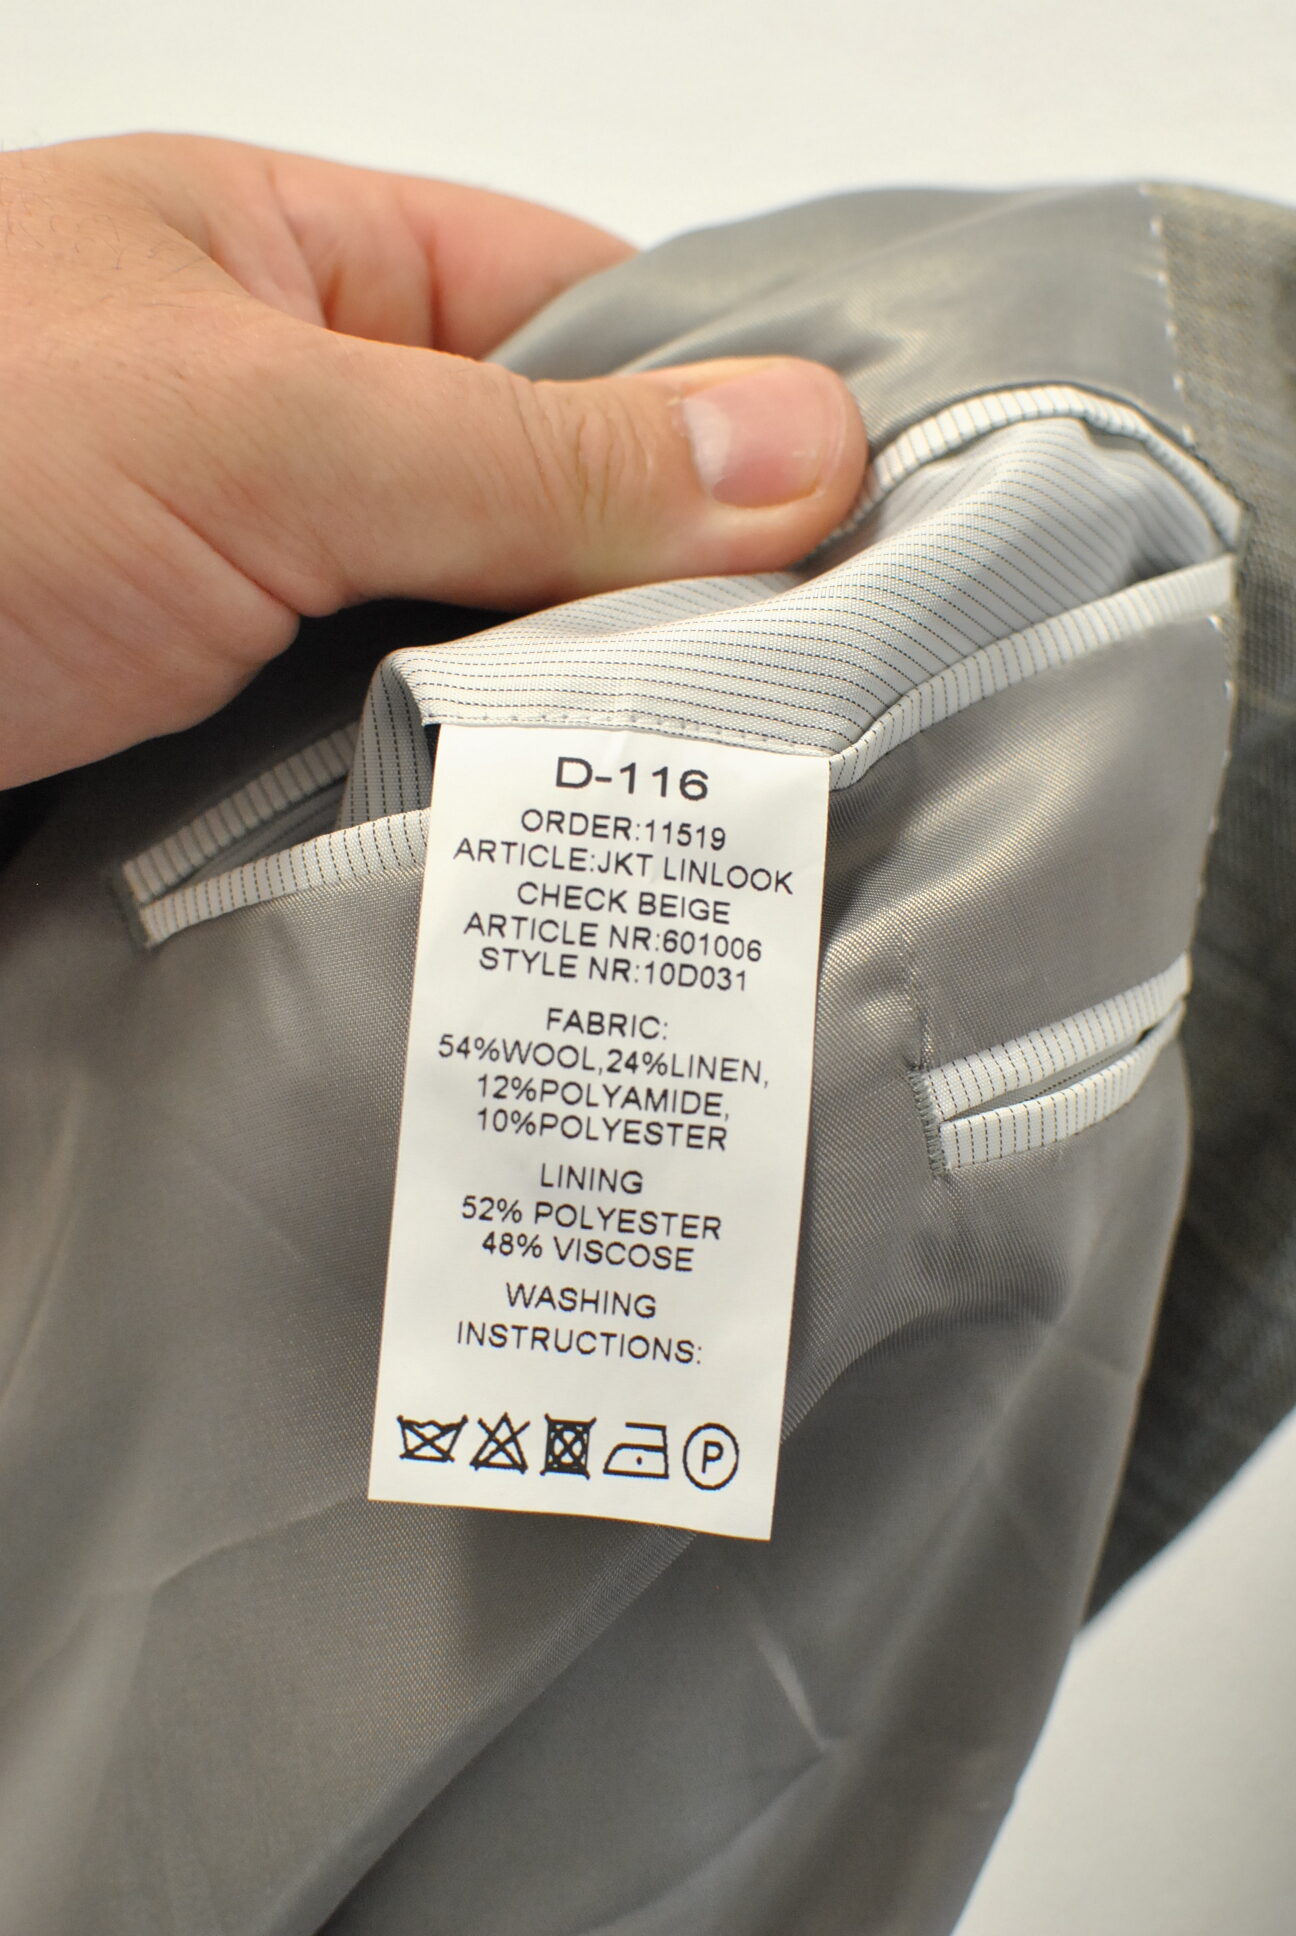 D-116
ORDER:11519
ARTICLE:JKT LINLOOK
CHECK BEIGE
ARTICLE NR:601006
STYLE NR:10D031
FABRIC:
54%WOOL,24%LINEN,
12%POLYAMIDE,
10%POLYESTER
LINING
52% POLYESTER
48% VISCOSE
WASHING
INSTRUCTIONS:
P